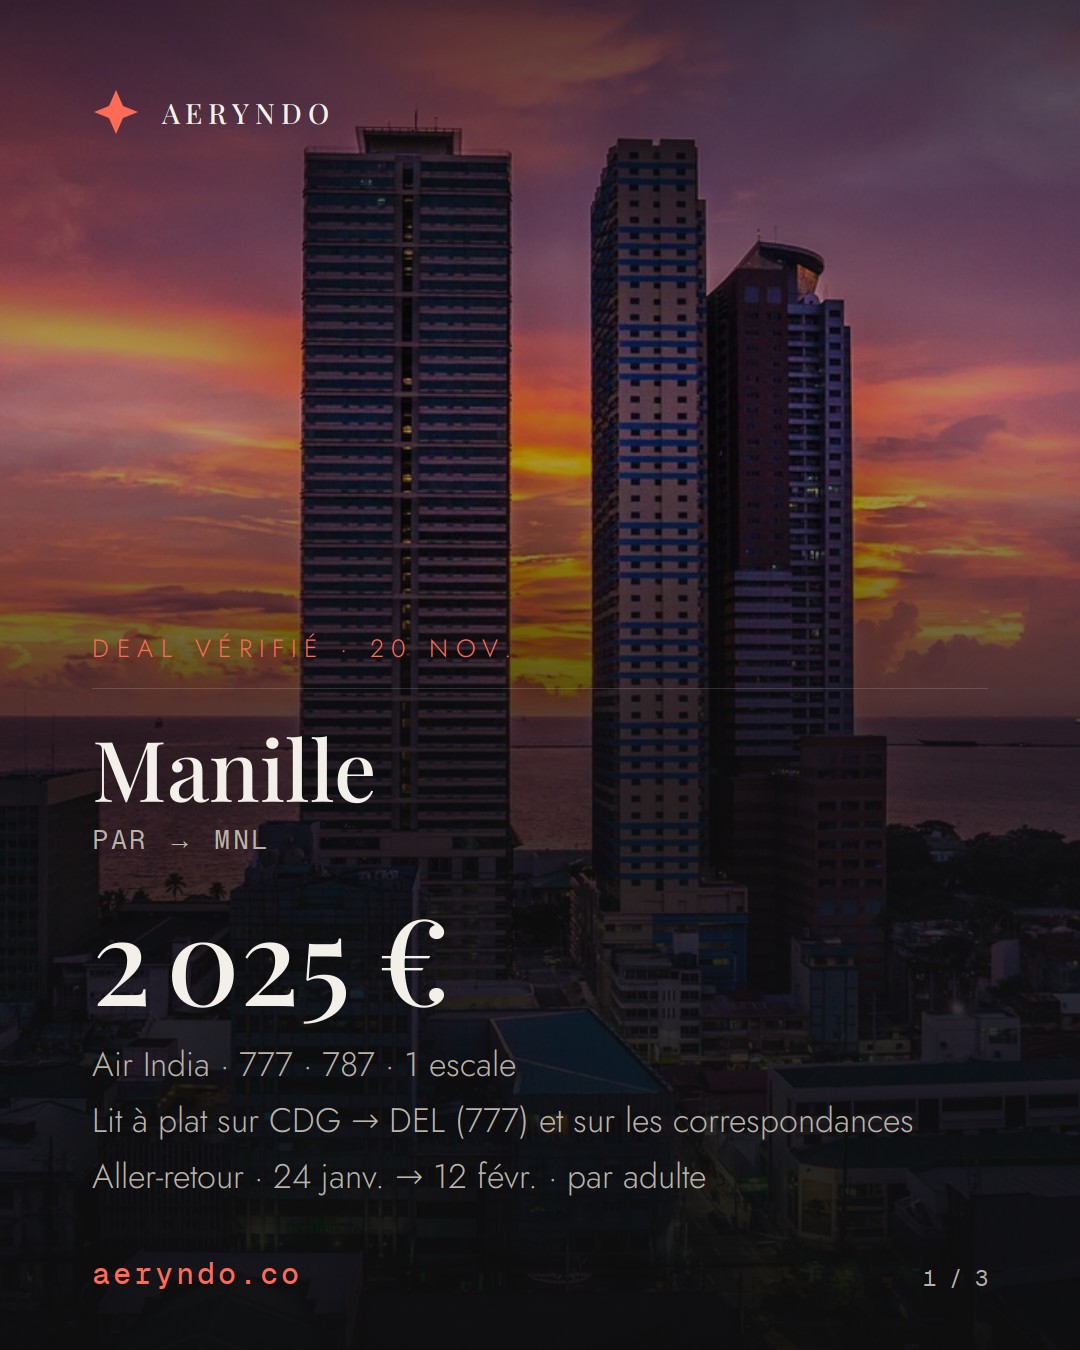 AERYNDO
DEAL VÉRIFIÉ · 20 NOV.
Manille
PAR → MNL
2 025 €
Air India · 777 · 787 · 1 escale
Lit à plat sur CDG → DEL (777) et sur les correspondances
Aller-retour · 24 janv. → 12 févr. · par adulte
aeryndo.co
1 / 3